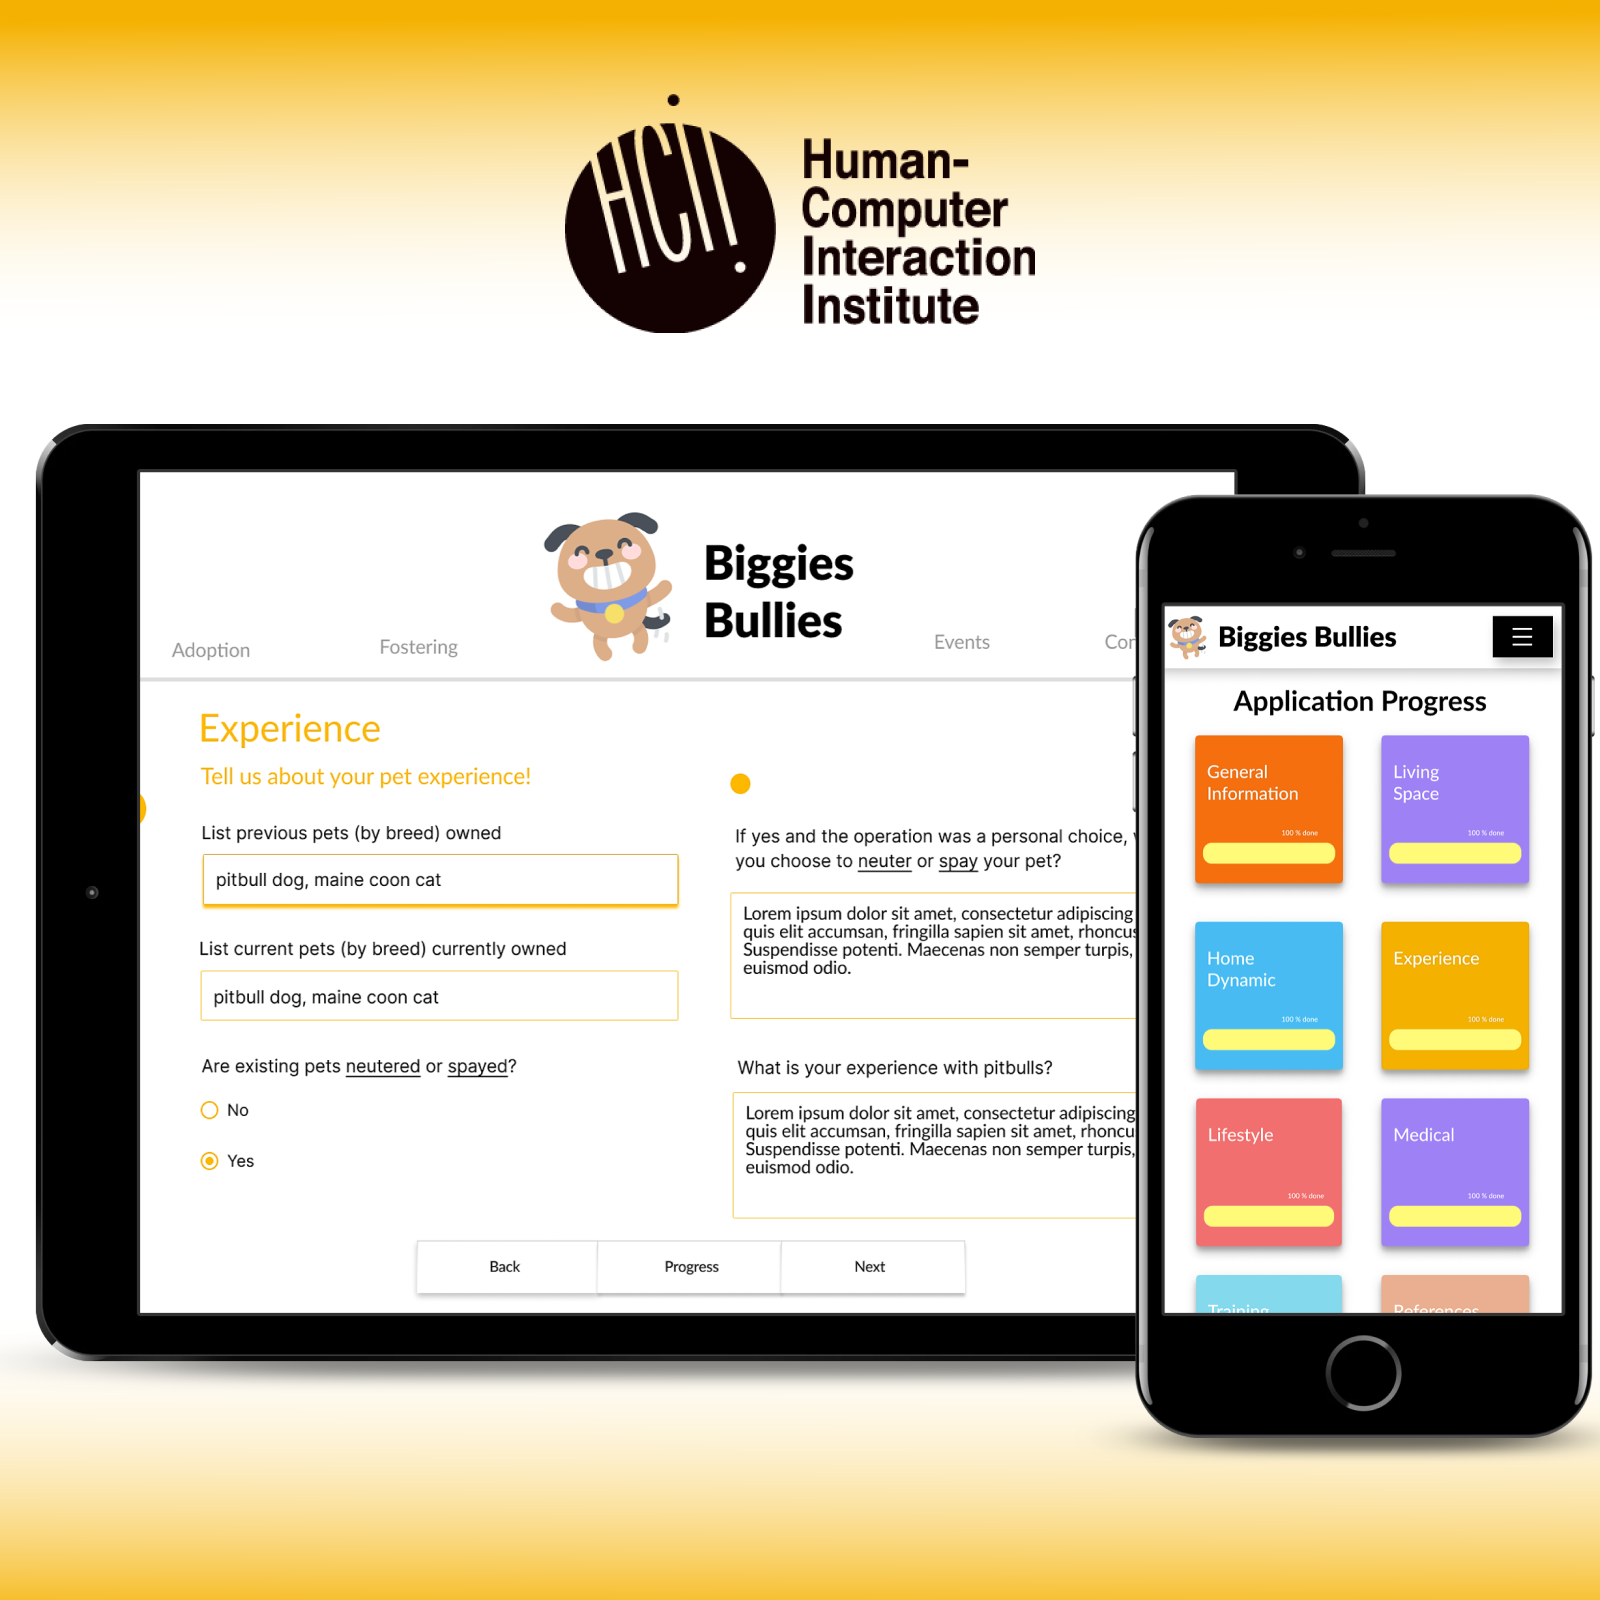 HCII
Human-
Computer
Interaction
Institute
Biggies
Bullies
Adoption
Fostering
Events
Experience
Tell us about your pet experience!
List previous pets (by breed) owned
pitbull dog, maine coon cat
List current pets (by breed) currently owned
pitbull dog, maine coon cat
Are existing pets neutered or spayed?
No
Yes
If yes and the operation was a personal choice,
you choose to neuter or spay your pet?
Lorem ipsum dolor sit amet, consectetur adipiscing
quis elit accumsan, fringilla sapien sit amet, rhoncus
Suspendisse potenti. Maecenas non semper turpis,
euismod odio.
What is your experience with pitbulls?
Lorem ipsum dolor sit amet, consectetur adipiscing
quis elit accumsan, fringilla sapien sit amet, rhoncu
Suspendisse potenti. Maecenas non semper turpis,
euismod odio.
Back
Progress
Next
Biggies Bullies
Application Progress
General
Information
100 % done
Living
Space
100 % done
Home
Dynamic
100 % done
Experience
100 % done
Lifestyle
100 % done
Medical
100 % done
Training
References